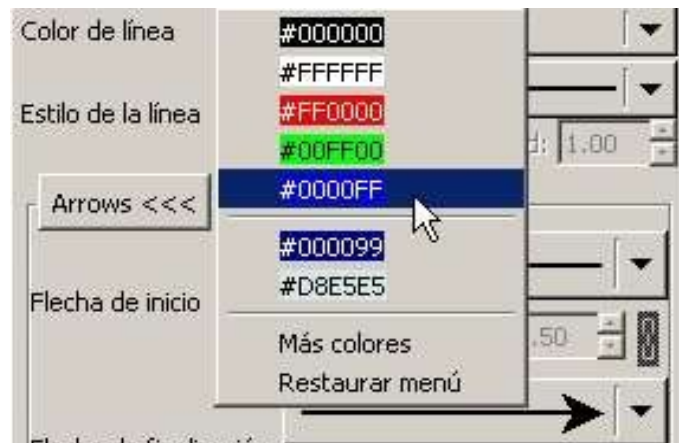 Color de línea
#000000
#FFFFFF
#FF0000
Estilo de la línea
#00FF00
d: 1.00
#0000FF
Arrows <<<
#000099
#D8E5E5
Flecha de inicio
.50
Más colores
Restaurar menú